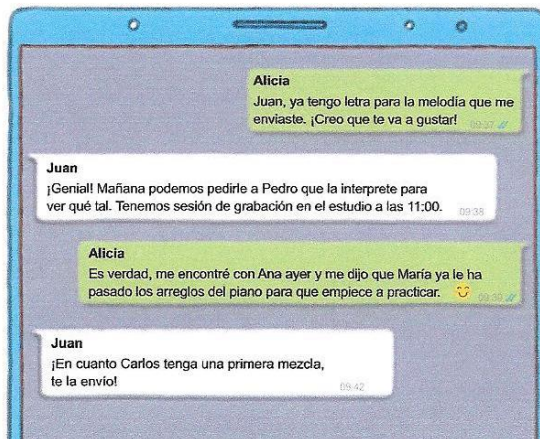 Alicia
Juan, ya tengo letra para la melodía que me
enviaste. ¡Creo que te va a gustar!
09:37
Juan
¡Genial! Mañana podemos pedirle a Pedro que la interprete para
ver qué tal. Tenemos sesión de grabación en el estudio a las 11:00.
09:38
Alicia
Es verdad, me encontré con Ana ayer y me dijo que María ya le ha
pasado los arreglos del piano para que empiece a practicar.
09:39
Juan
¡En cuanto Carlos tenga una primera mezcla,
te la envío!
09:42